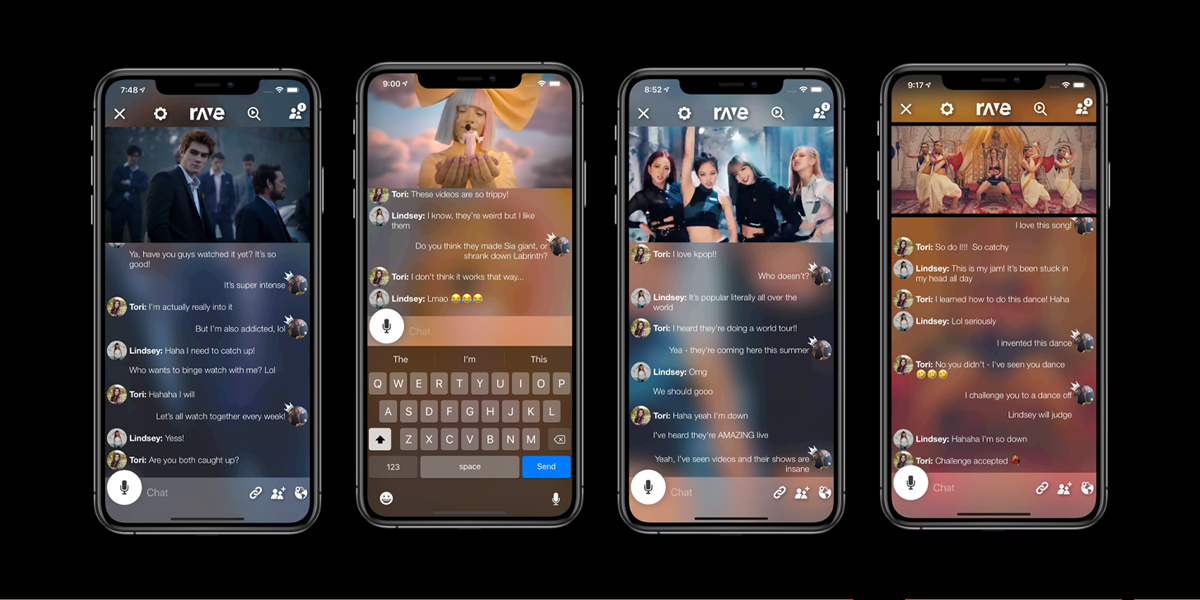 7:48
rave
Ya, have you guys watched it yet? It's so
good!
It's super intense
Tori: I'm actually really into it
But I'm also addicted, lol
Lindsey: Haha I need to catch up!
Who wants to binge watch with me? Lol
Tori: Hahaha I will
Let's all watch together every week!
Lindsey: Yess!
Tori: Are you both caught up?
Chat
9:00
Tori: These videos are so trippy!
Lindsey: I know, they're weird but I like
them
Do you think they made Sia giant, or
shrank down Labrinth?
Tori: I don't think it works that way...
Lindsey: Lmao 😂😂😂
Chat
The I'm This
Q W E R T Y U I O P
A S D F G H J K L
Z X C V B N M
123 space Send
8:52
rave
3
Tori: I love kpop!!
Who doesn't?
Lindsey: It's popular literally all over the
world
Tori: I heard they're doing a world tour!!
Yea - they're coming here this summer
Lindsey: Omg
We should gooo
Tori: Haha yeah I'm down
I've heard they're AMAZING live
Yeah, I've seen videos and their shows are
insane
Chat
9:17
rave
3
I love this song!
Tori: So do I!!! So catchy
Lindsey: This is my jam! It's been stuck in
my head all day
Tori: I learned how to do this dance! Haha
Lindsey: Lol seriously
I invented this dance
Tori: No you didn't - I've seen you dance
🤣🤣🤣
I challenge you to a dance off
Lindsey will judge
Lindsey: Hahaha I'm so down
Tori: Challenge accepted 💃
Chat